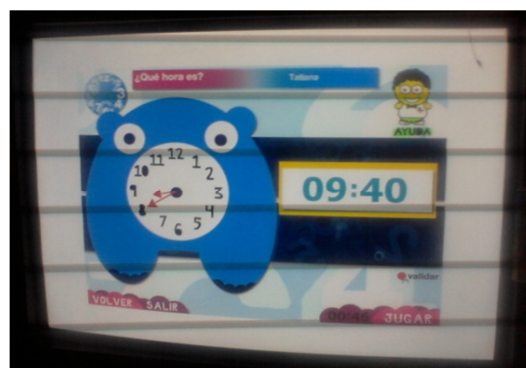 ¿Qué hora es?
Tatiana
AYUDA
12
11
1
10
2
9
3
8
4
7
5
6
09:40
validar
VOLVER
SALIR
00:46
JUGAR